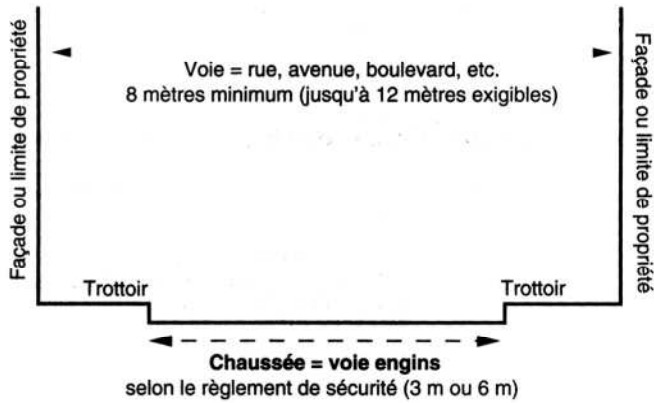 Façade ou limite de propriété
Voie = rue, avenue, boulevard, etc.
8 mètres minimum (jusqu'à 12 mètres exigibles)
Façade ou limite de propriété
Trottoir
Trottoir
Chaussée = voie engins
selon le règlement de sécurité (3 m ou 6 m)